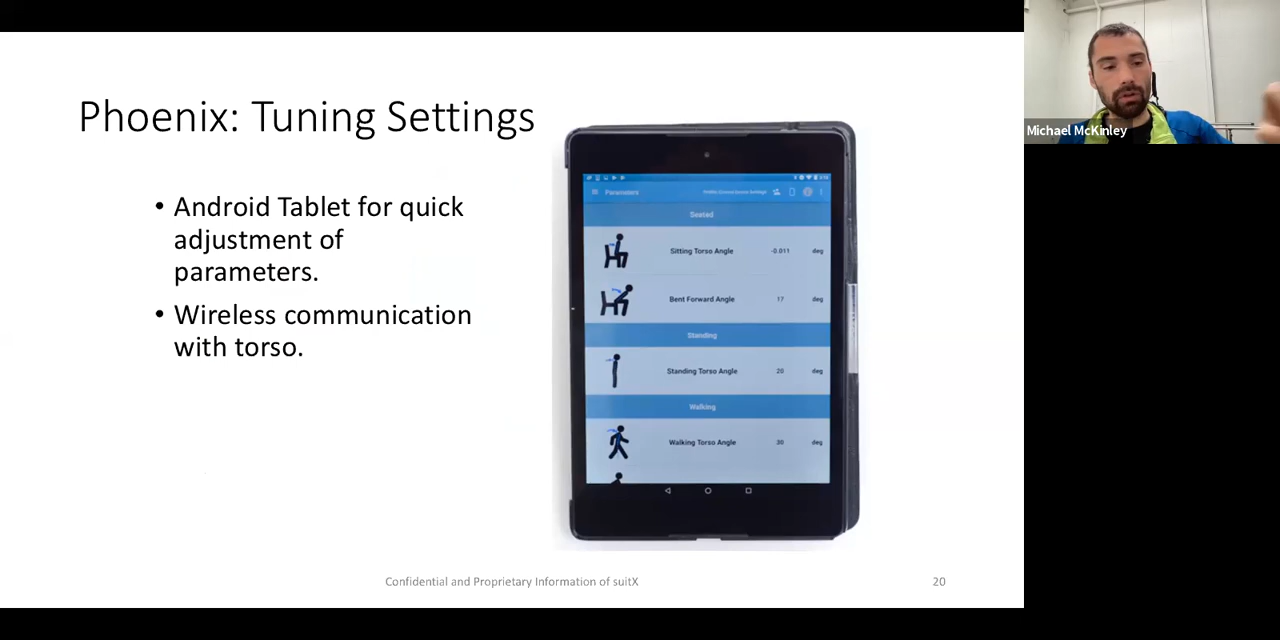 Phoenix: Tuning Settings
• Android Tablet for quick
adjustment of
parameters.
• Wireless communication
with torso.
Parameters
Seated
Sitting Torso Angle -0.011 deg
Bent Forward Angle 17 deg
Standing
Standing Torso Angle 20 deg
Walking
Walking Torso Angle 30 deg
Confidential and Proprietary Information of suitX
20
Michael McKinley